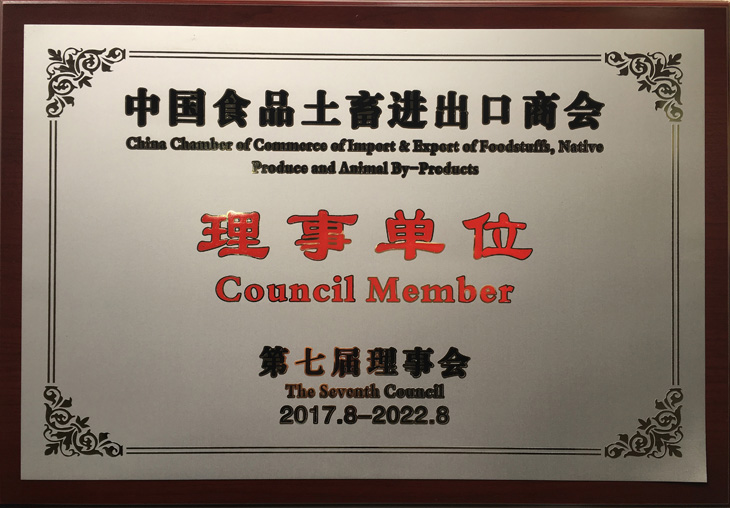 中国食品土畜进出口商会
China Chamber of Commerce of Import & Export of Foodstuffs, Native
Produce and Animal By-Products
理事单位
Council Member
第七届理事会
The Seventh Council
2017.8-2022.8